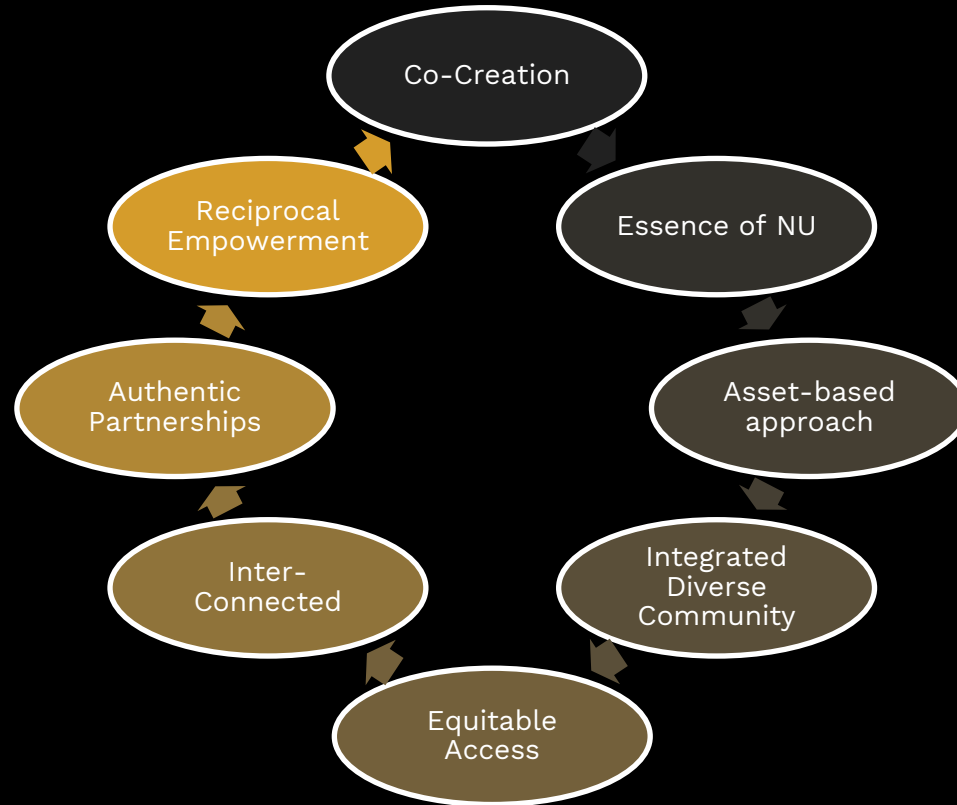 Co-Creation
Essence of NU
Asset-based
approach
Integrated
Diverse
Community
Equitable
Access
Inter-
Connected
Authentic
Partnerships
Reciprocal
Empowerment